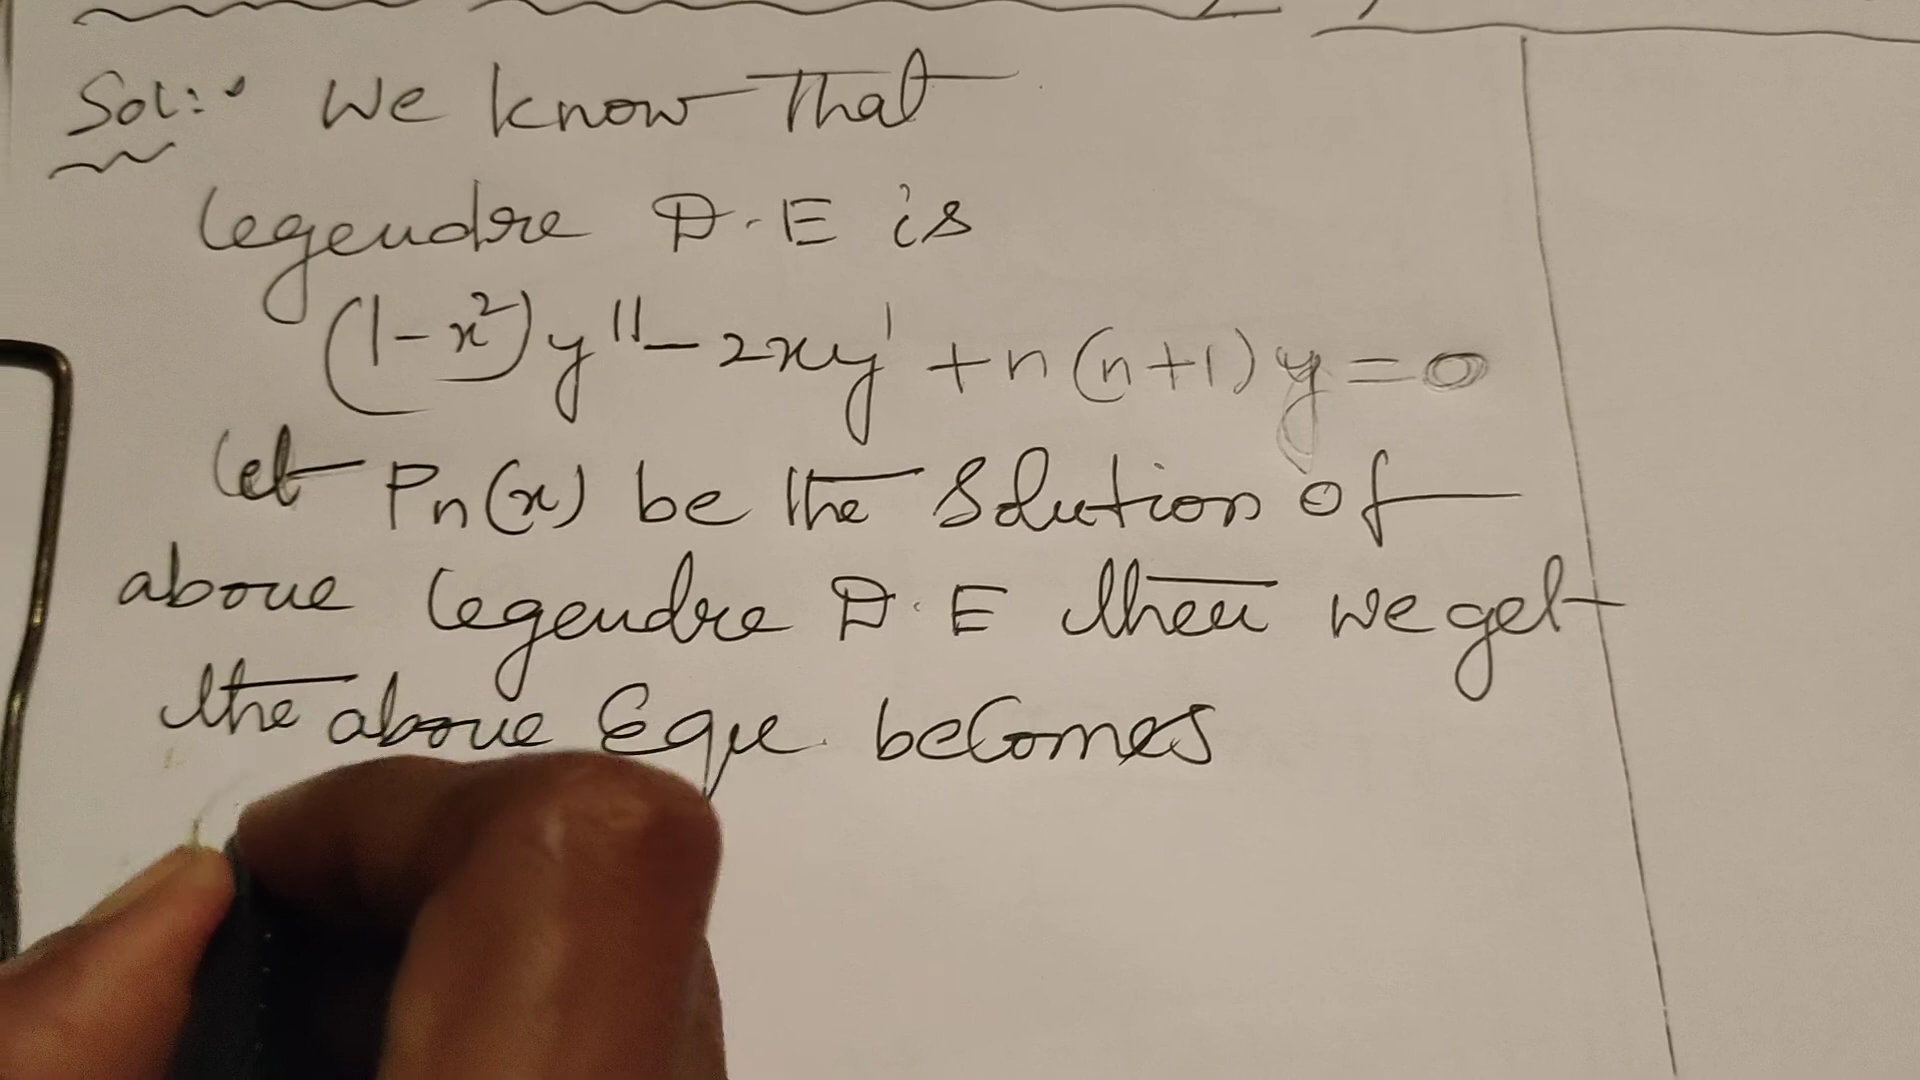 Sol:- We know that
legendre D.E is
(1-x²)y'' - 2xy' + n(n+1)y = 0
let Pn(x) be the Solution of
above legendre D.E then we get
the above Equ. becomes